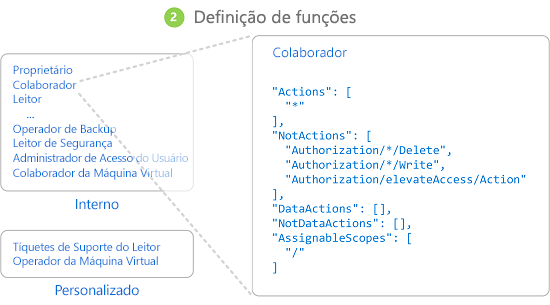 2 Definição de funções
Proprietário
Colaborador
Leitor
...
Operador de Backup
Leitor de Segurança
Administrador de Acesso do Usuário
Colaborador da Máquina Virtual
Interno
Tíquetes de Suporte do Leitor
Operador da Máquina Virtual
Personalizado
Colaborador
"Actions": [
"*"
],
"NotActions": [
"Authorization/*/Delete",
"Authorization/*/Write",
"Authorization/elevateAccess/Action"
],
"DataActions": [],
"NotDataActions": [],
"AssignableScopes": [
"/"
]